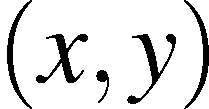 (x, y)